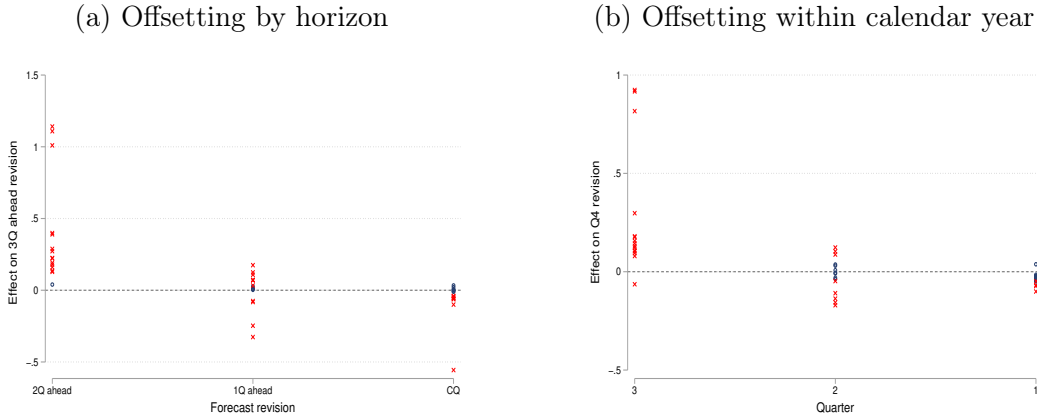 (a) Offsetting by horizon
Effect on 3Q ahead revision
1.5
1
.5
0
-.5
2Q ahead
1Q ahead
CQ
Forecast revision
(b) Offsetting within calendar year
Effect on Q4 revision
1
.5
0
-.5
3
2
1
Quarter